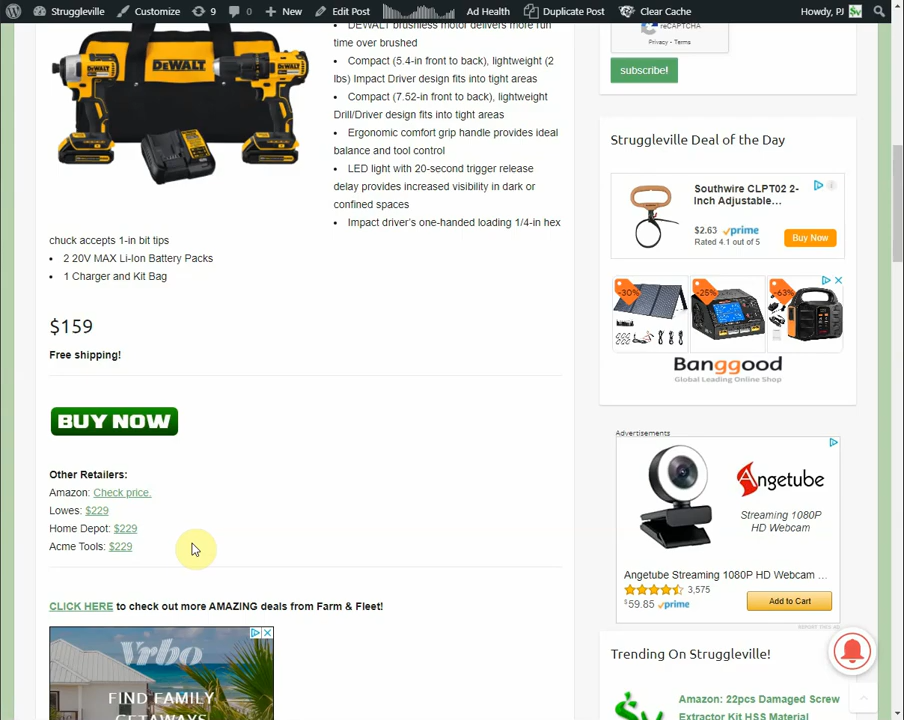 Struggleville Customize 9 0 New Edit Post Ad Health Duplicate Post Clear Cache Howdy, PJ
DEWALT
DEWALT brushless motor delivers more run
time over brushed
• Compact (5.4-in front to back), lightweight (2
lbs) Impact Driver design fits into tight areas
• Compact (7.52-in front to back), lightweight
Drill/Driver design fits into tight areas
• Ergonomic comfort grip handle provides ideal
balance and tool control
• LED light with 20-second trigger release
delay provides increased visibility in dark or
confined spaces
• Impact driver's one-handed loading 1/4-in hex
chuck accepts 1-in bit tips
• 2 20V MAX Li-Ion Battery Packs
• 1 Charger and Kit Bag
$159
Free shipping!
BUY NOW
Other Retailers:
Amazon: Check price.
Lowes: $229
Home Depot: $229
Acme Tools: $229
CLICK HERE to check out more AMAZING deals from Farm & Fleet!
Vrbo
FIND FAMILY
GETAWAYS
reCAPTCHA
Privacy - Terms
subscribe!
Struggleville Deal of the Day
Southwire CLPT02 2-
Inch Adjustable...
$2.63 prime
Rated 4.1 out of 5
Buy Now
-30% -25% -63%
Banggood
Global Leading Online Shop
Advertisements
Angetube
Streaming 1080P
HD Webcam
Angetube Streaming 1080P HD Webcam ...
3,575
$59.85 prime
Add to Cart
REPORT THIS AD
Trending On Struggleville!
Amazon: 22pcs Damaged Screw
Extractor Kit HSS Material